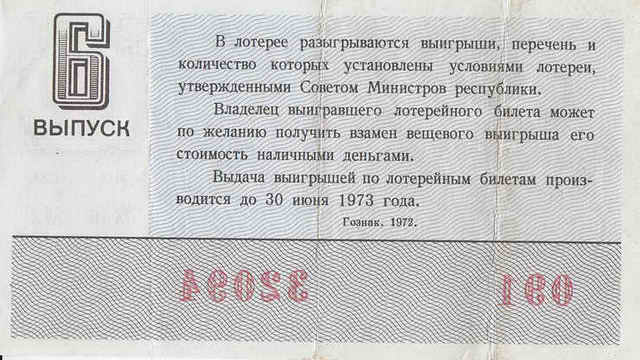 6
ВЫПУСК
В лотерее разыгрываются выигрыши, перечень и
количество которых установлены условиями лотереи,
утвержденными Советом Министров республики.
Владелец выигравшего лотерейного билета может
по желанию получить взамен вещевого выигрыша его
стоимость наличными деньгами.
Выдача выигрышей по лотерейным билетам произ-
водится до 30 июня 1973 года.
Гознак. 1972.
32094 091